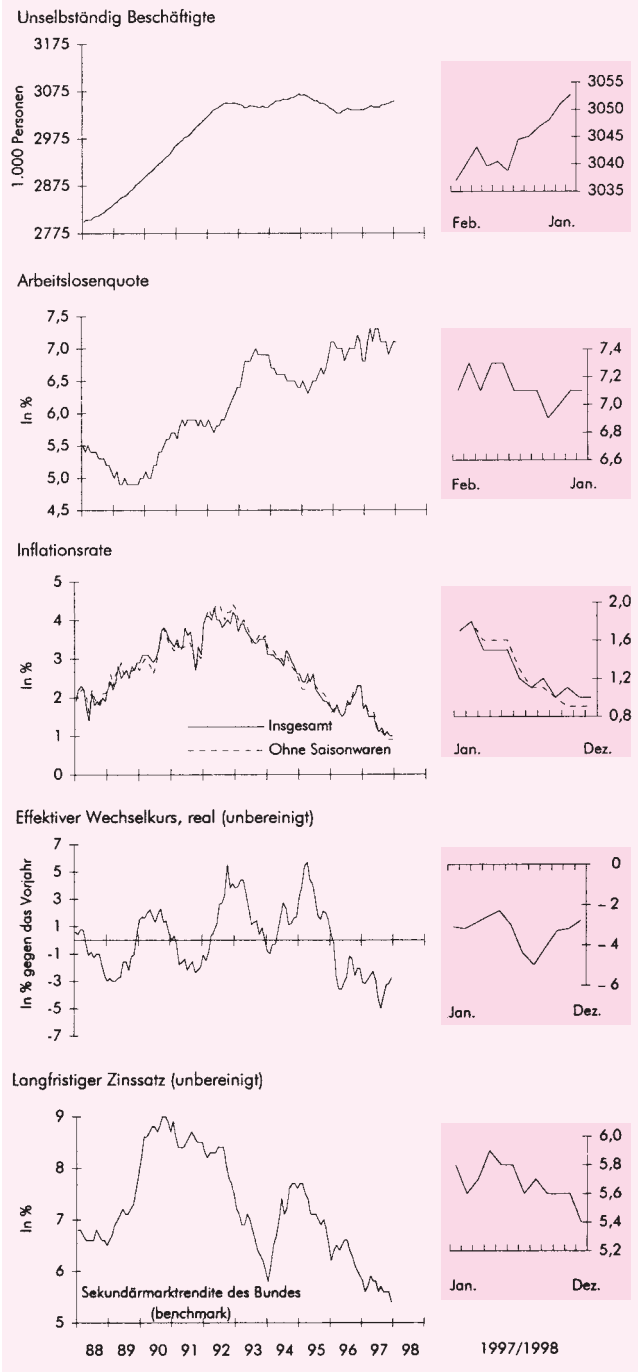 Unselbständig Beschäftigte
1.000 Personen
3175
3075
2975
2875
2775
3055
3050
3045
3040
3035
Feb. Jan.
Arbeitslosenquote
In %
7,5
7,0
6,5
6,0
5,5
5,0
4,5
7,4
7,2
7,0
6,8
6,6
Feb. Jan.
Inflationsrate
In %
5
4
3
2
1
0
Insgesamt
Ohne Saisonwaren
2,0
1,6
1,2
0,8
Jan. Dez.
Effektiver Wechselkurs, real (unbereinigt)
In % gegen das Vorjahr
7
5
3
1
-1
-3
-5
-7
0
– 2
– 4
– 6
Jan. Dez.
Langfristiger Zinssatz (unbereinigt)
In %
9
8
7
6
5
Sekundärmarktrendite des Bundes
(benchmark)
88 89 90 91 92 93 94 95 96 97 98
6,0
5,8
5,6
5,4
5,2
Jan. Dez.
1997/1998